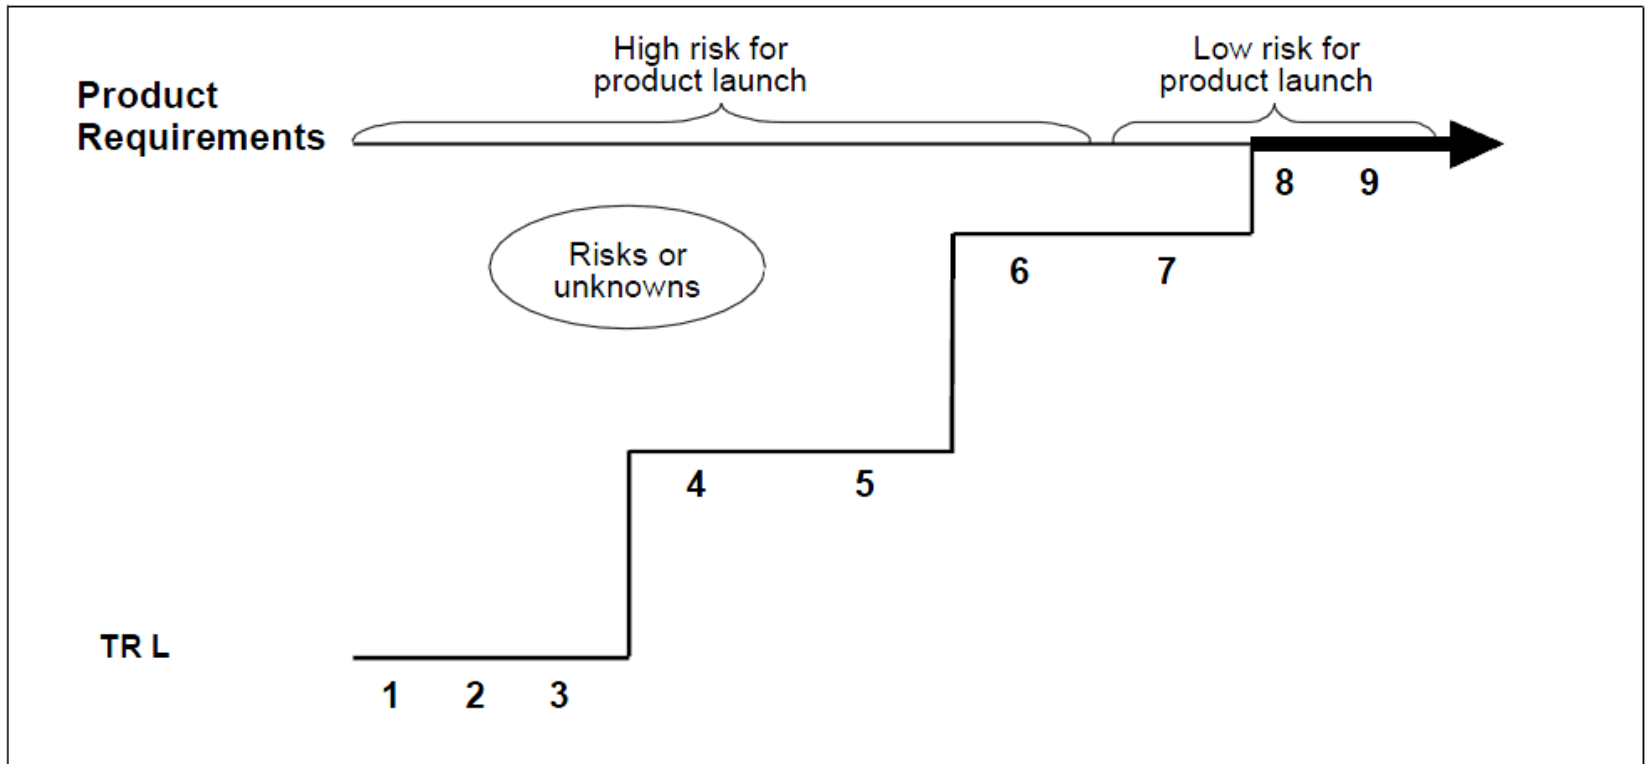 High risk for
product launch
Low risk for
product launch
Product
Requirements
8 9
Risks or
unknowns
6 7
4 5
TR L
1 2 3